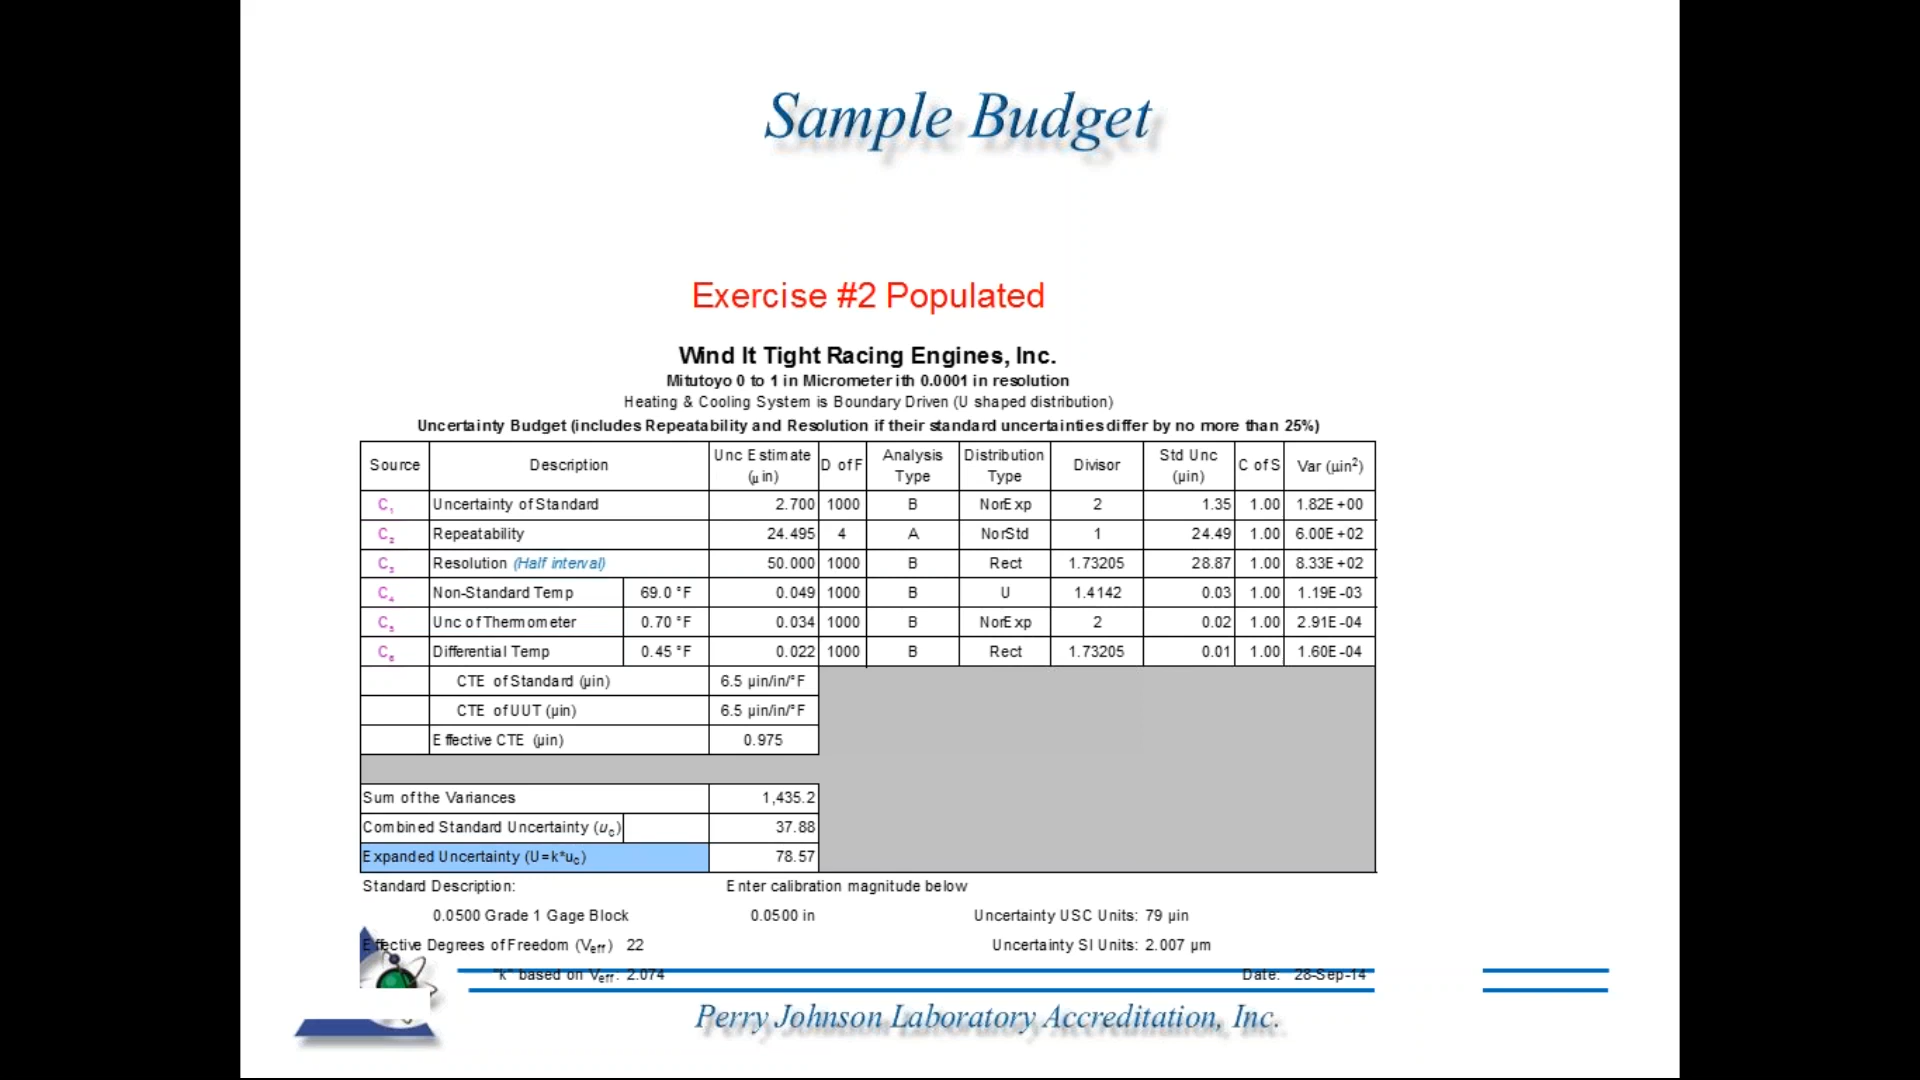 Sample Budget
Exercise #2 Populated
Wind It Tight Racing Engines, Inc.
Mitutoyo 0 to 1 in Micrometer ith 0.0001 in resolution
Heating & Cooling System is Boundary Driven (U shaped distribution)
Uncertainty Budget (includes Repeatability and Resolution if their standard uncertainties differ by no more than 25%)
Source Description Unc Estimate (µ in) D of F Analysis Type Distribution Type Divisor Std Unc (µin) C of S Var (µin²)
C₁ Uncertainty of Standard 2.700 1000 B NorExp 2 1.35 1.00 1.82E+00
C₂ Repeatability 24.495 4 A NorStd 1 24.49 1.00 6.00E+02
C₃ Resolution (Half interval) 50.000 1000 B Rect 1.73205 28.87 1.00 8.33E+02
C₄ Non-Standard Temp 69.0 °F 0.049 1000 B U 1.4142 0.03 1.00 1.19E-03
C₅ Unc of Thermometer 0.70 °F 0.034 1000 B NorExp 2 0.02 1.00 2.91E-04
C₆ Differential Temp 0.45 °F 0.022 1000 B Rect 1.73205 0.01 1.00 1.60E-04
CTE of Standard (µin) 6.5 µin/in/°F
CTE of UUT (µin) 6.5 µin/in/°F
Effective CTE (µin) 0.975
Sum of the Variances 1,435.2
Combined Standard Uncertainty (uc) 37.88
Expanded Uncertainty (U=k*uc) 78.57
Standard Description: Enter calibration magnitude below
0.0500 Grade 1 Gage Block 0.0500 in Uncertainty USC Units: 79 µin
Effective Degrees of Freedom (Veff) 22 Uncertainty SI Units: 2.007 µm
"k" based on Veff: 2.074 Date: 28-Sep-14
Perry Johnson Laboratory Accreditation, Inc.